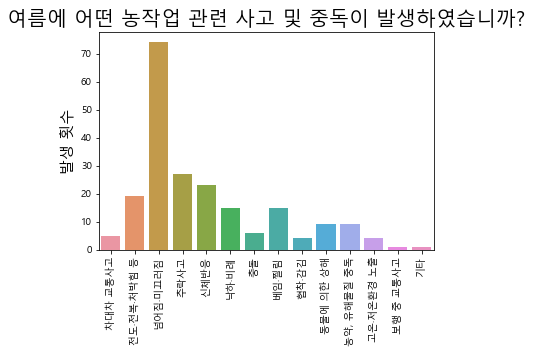 여름에 어떤 농작업 관련 사고 및 중독이 발생하였습니까?
발생 횟수
70
60
50
40
30
20
10
0
차대차 교통사고
전도·전복·처박힘 등
넘어짐·미끄러짐
추락사고
신체반응
낙하·비래
충돌
베임·찔림
협착·감김
동물에 의한 상해
농약, 유해물질 중독
고온·저온환경 노출
보행 중 교통사고
기타